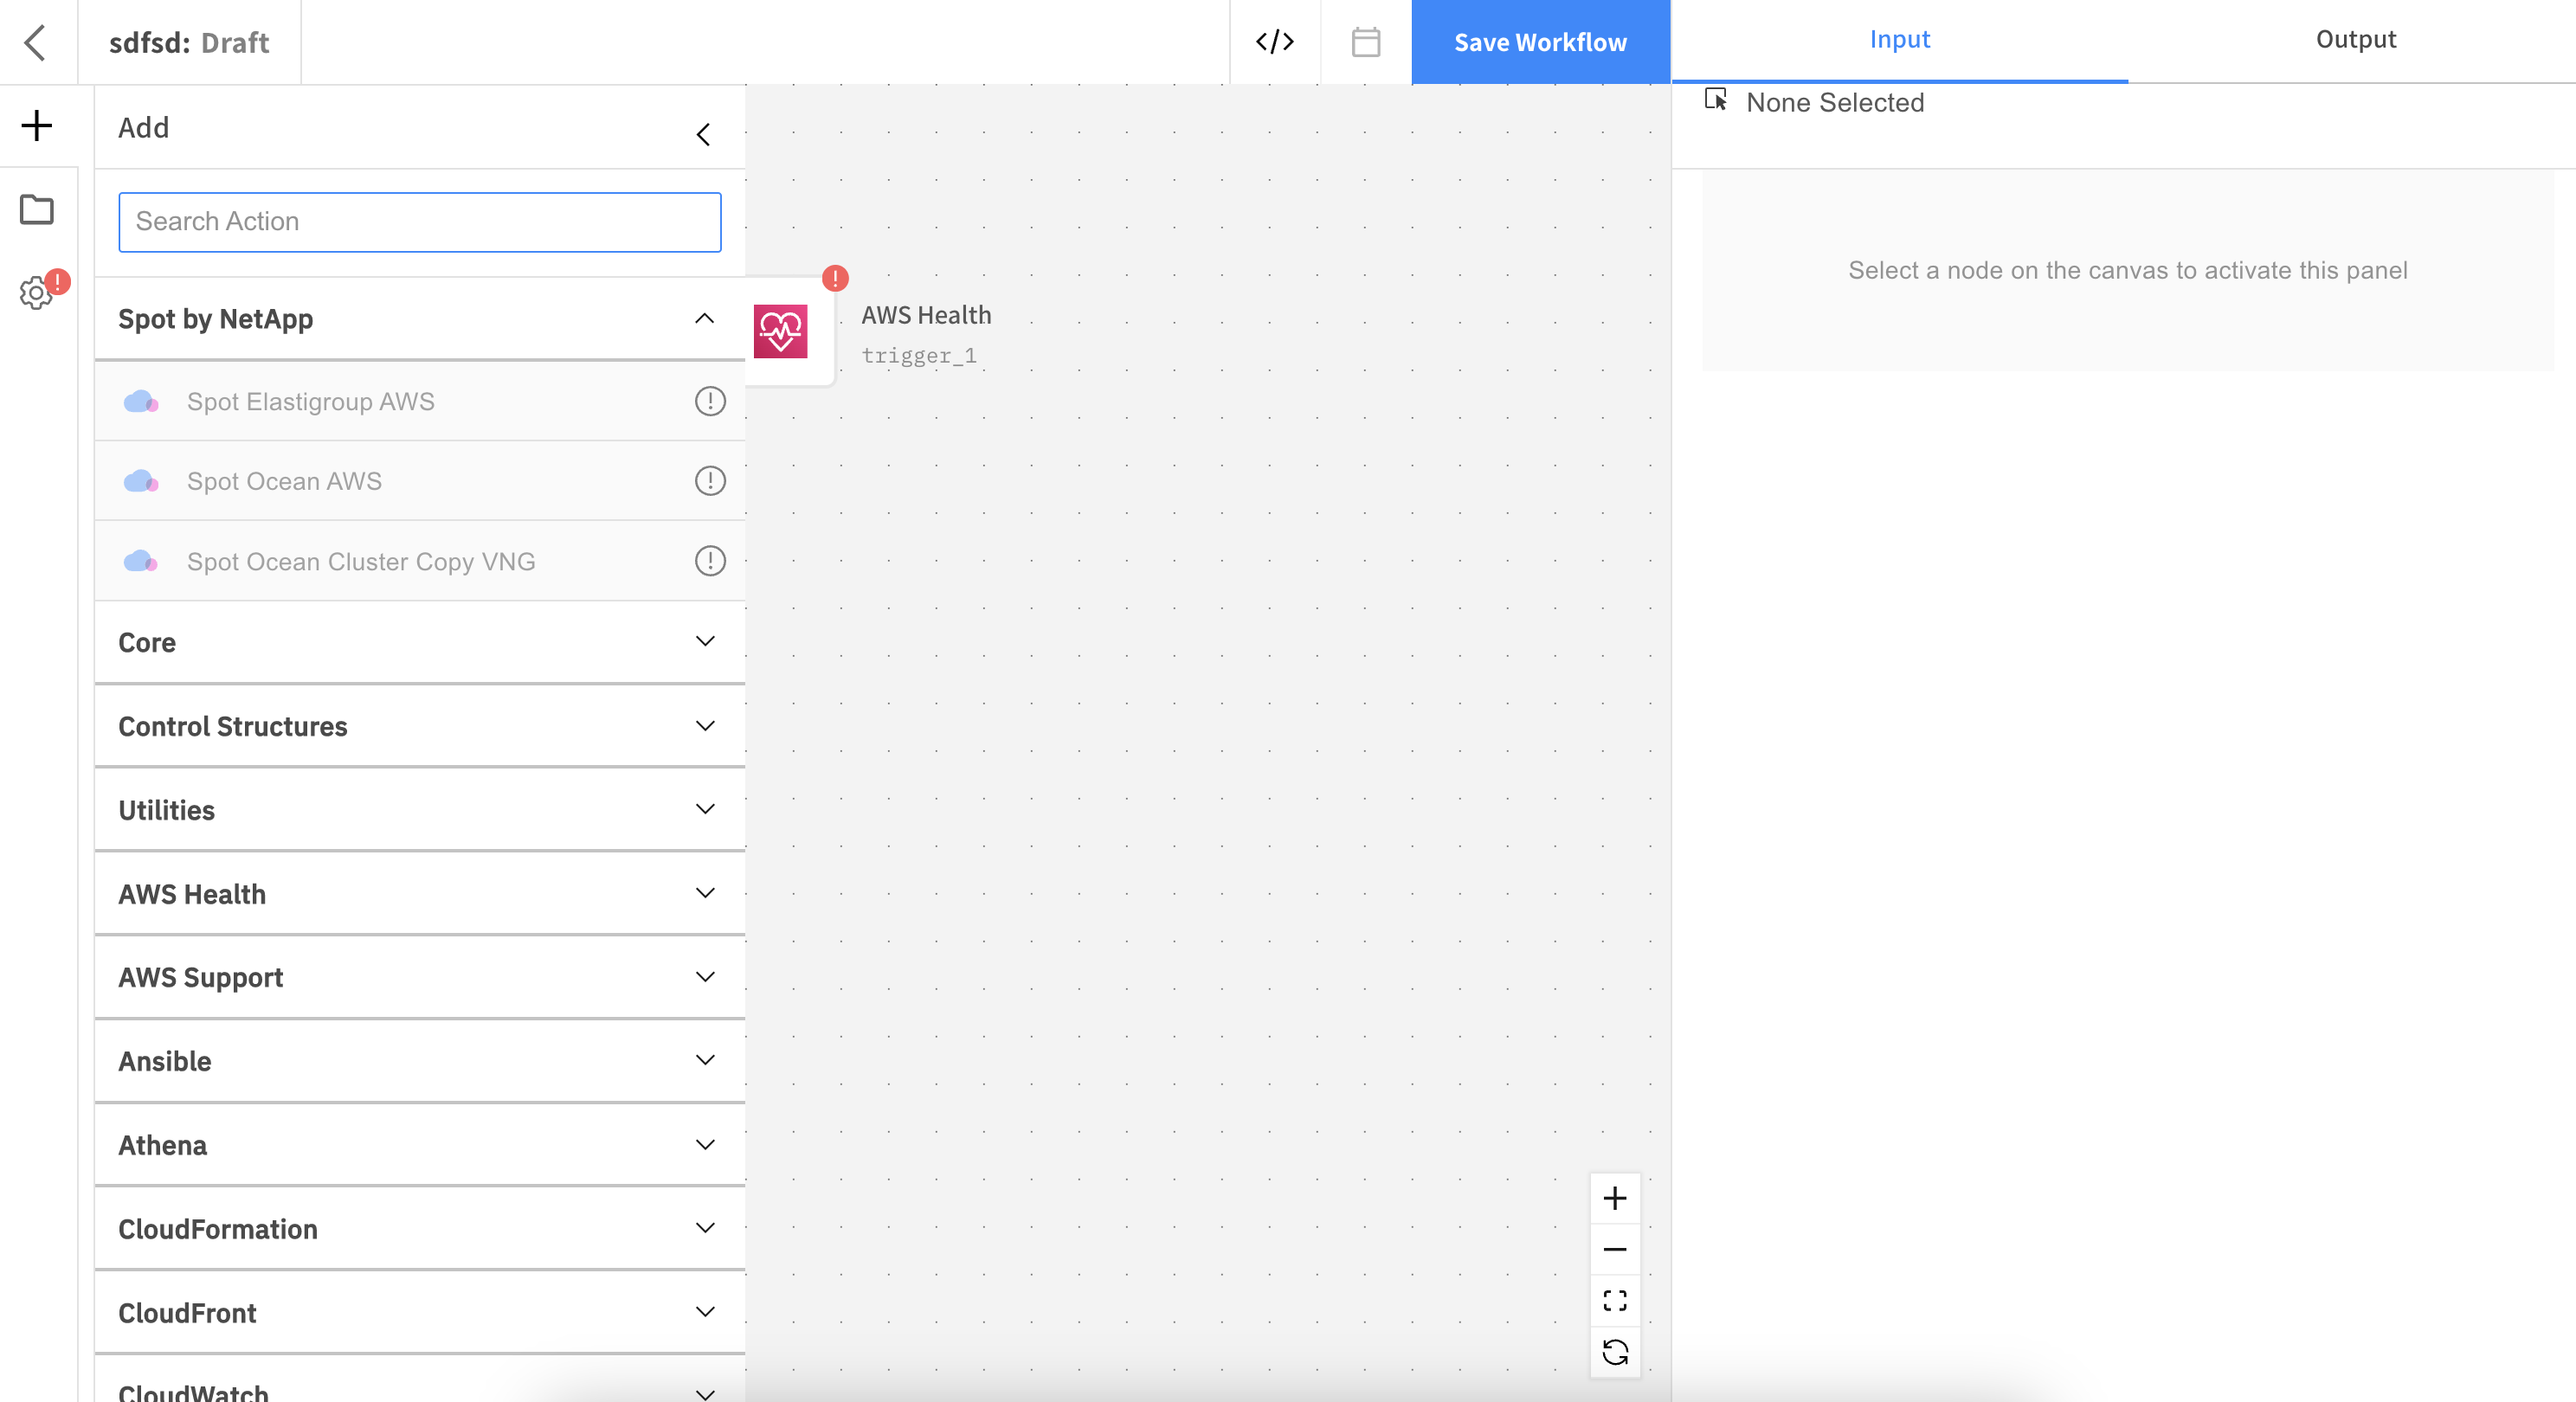 sdfsd: Draft
</>
Save Workflow
Input
Output
Add
None Selected
Search Action
Select a node on the canvas to activate this panel
Spot by NetApp
AWS Health
trigger_1
Spot Elastigroup AWS
Spot Ocean AWS
Spot Ocean Cluster Copy VNG
Core
Control Structures
Utilities
AWS Health
AWS Support
Ansible
Athena
CloudFormation
CloudFront
CloudWatch